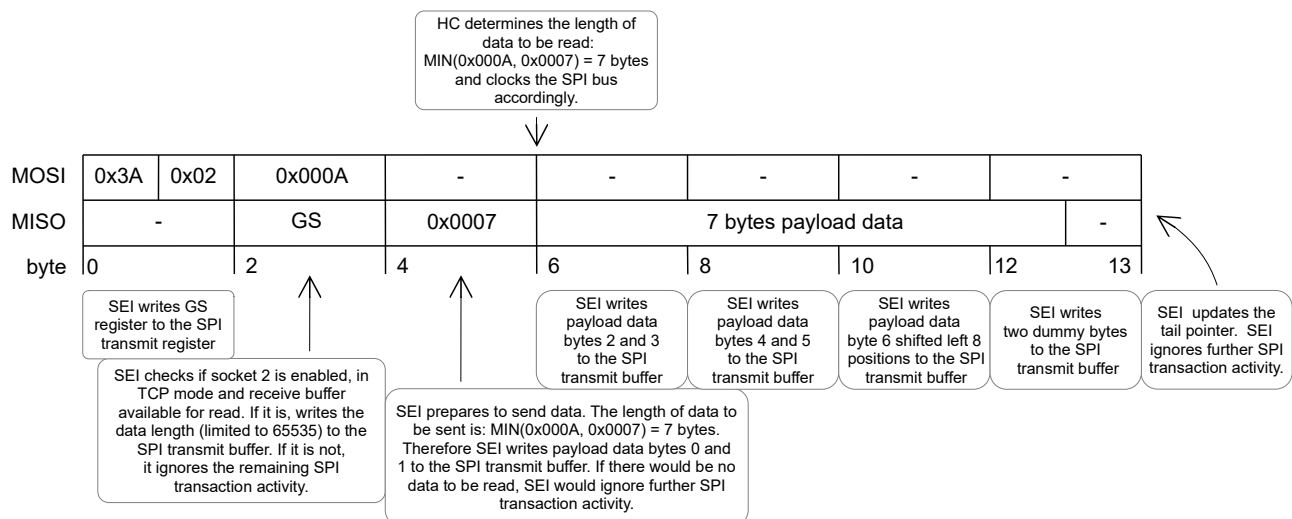 HC determines the length of
data to be read:
MIN(0x000A, 0x0007) = 7 bytes
and clocks the SPI bus
accordingly.
MOSI 0x3A 0x02 0x000A - - - - -
MISO - GS 0x0007 7 bytes payload data -
byte 0 2 4 6 8 10 12 13
SEI writes GS
register to the SPI
transmit register
SEI checks if socket 2 is enabled, in
TCP mode and receive buffer
available for read. If it is, writes the
data length (limited to 65535) to the
SPI transmit buffer. If it is not,
it ignores the remaining SPI
transaction activity.
SEI prepares to send data. The length of data to
be sent is: MIN(0x000A, 0x0007) = 7 bytes.
Therefore SEI writes payload data bytes 0 and
1 to the SPI transmit buffer. If there would be no
data to be read, SEI would ignore further SPI
transaction activity.
SEI writes
payload data
bytes 2 and 3
to the SPI
transmit buffer
SEI writes
payload data
bytes 4 and 5
to the SPI
transmit buffer
SEI writes
payload data
byte 6 shifted left 8
positions to the SPI
transmit buffer
SEI writes
two dummy bytes
to the SPI
transmit buffer
SEI updates the
tail pointer. SEI
ignores further SPI
transaction activity.